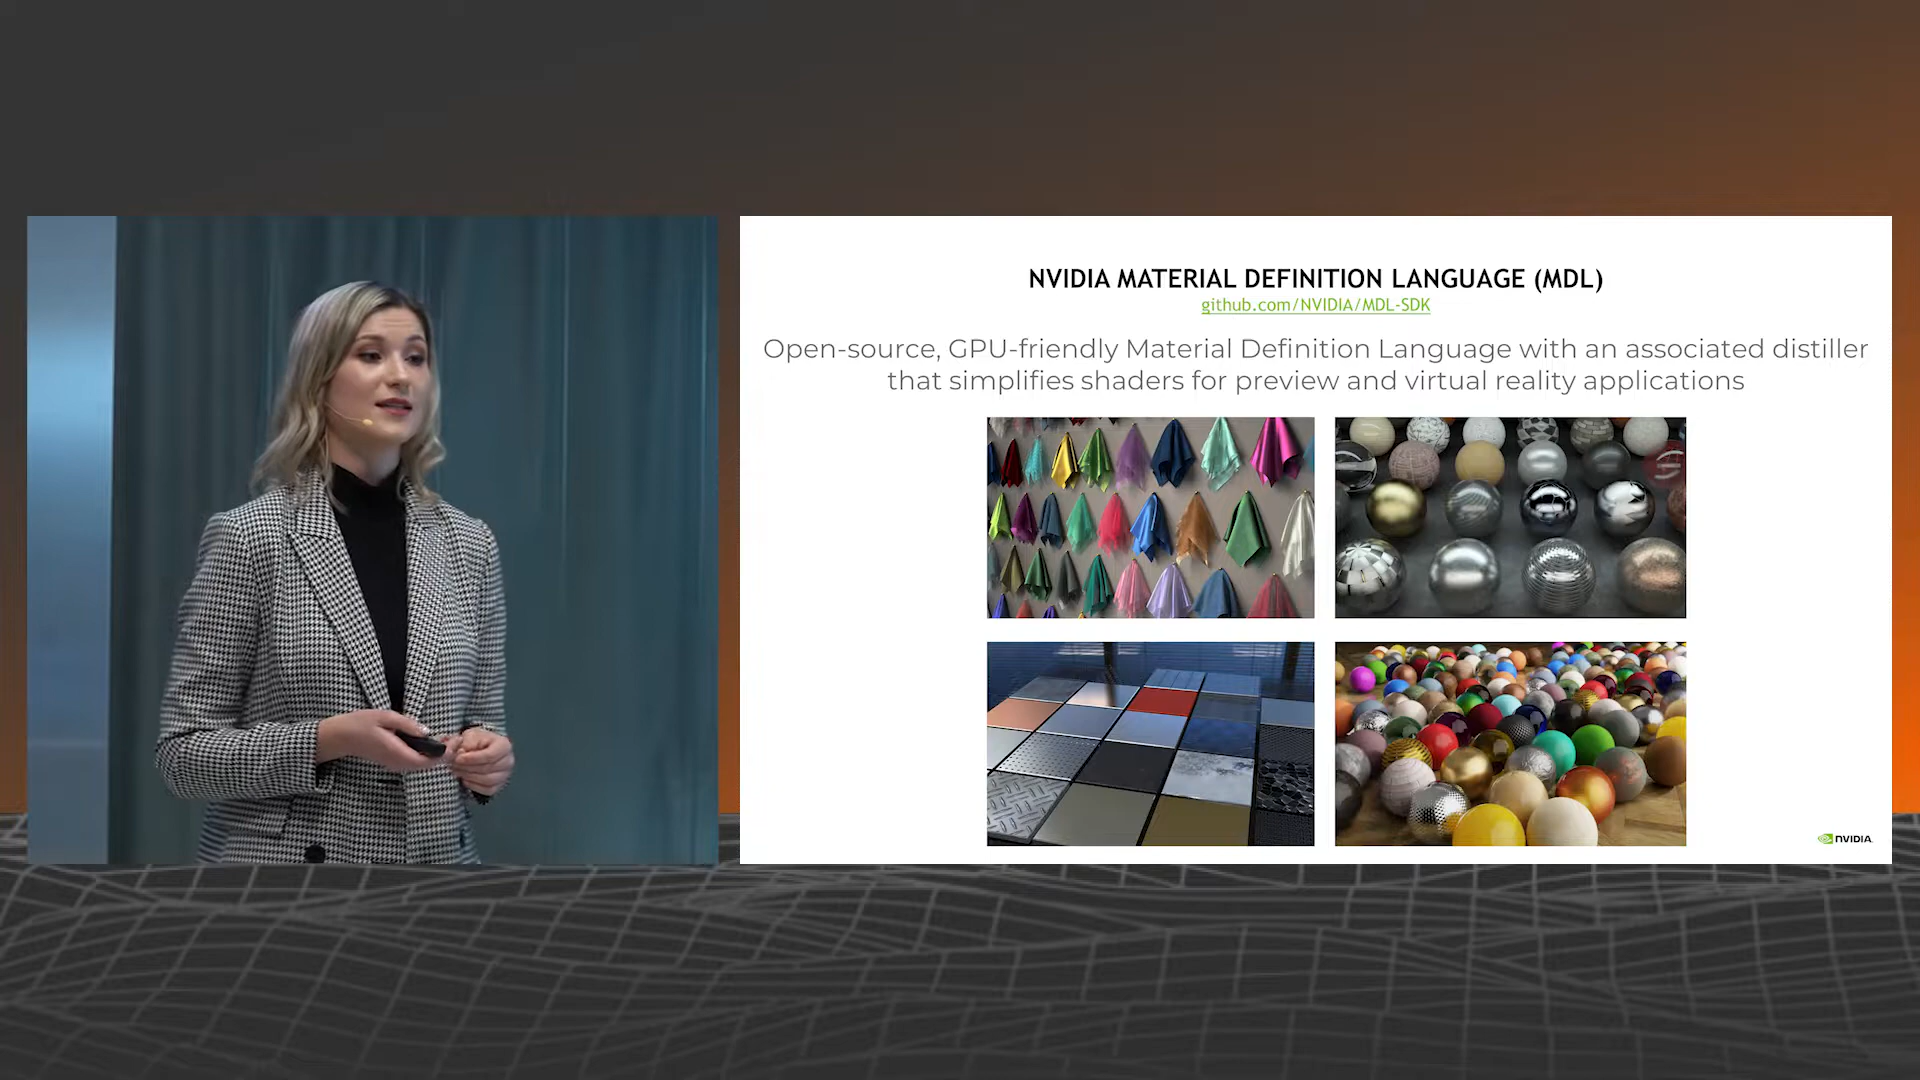 NVIDIA MATERIAL DEFINITION LANGUAGE (MDL)
github.com/NVIDIA/MDL-SDK
Open-source, GPU-friendly Material Definition Language with an associated distiller
that simplifies shaders for preview and virtual reality applications
NVIDIA